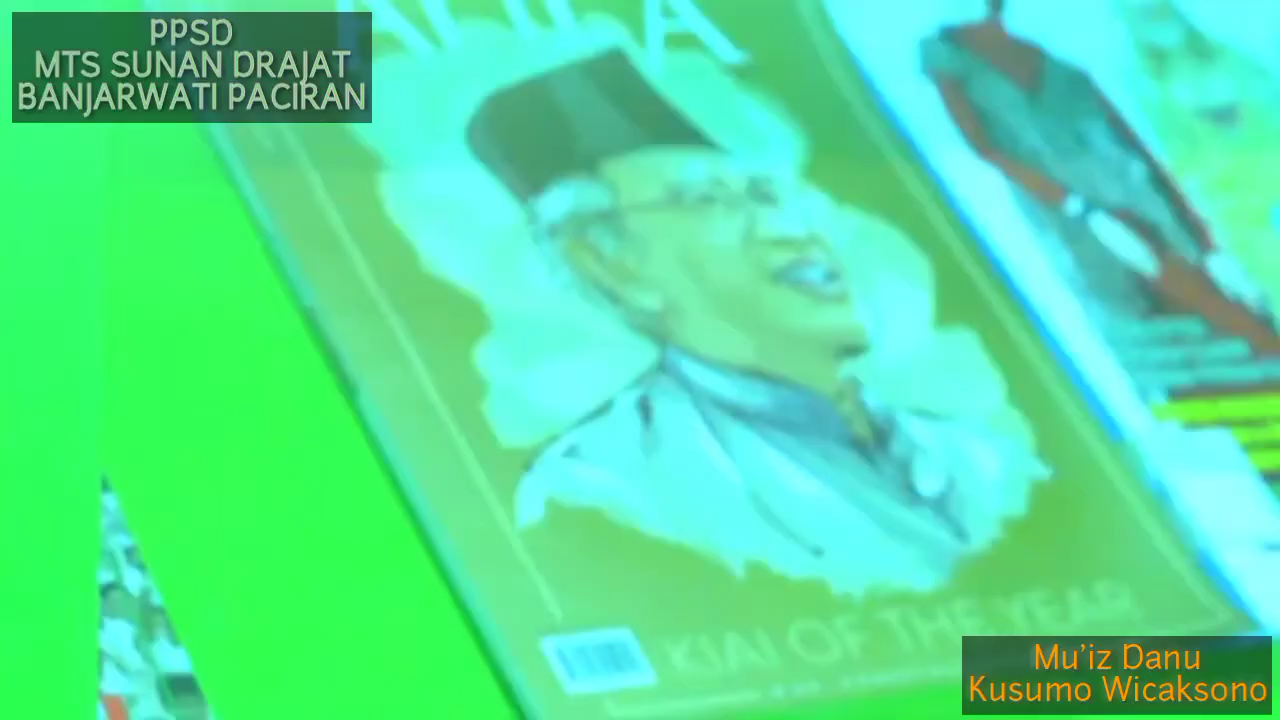 PPSD
MTS SUNAN DRAJAT
BANJARWATI PACIRAN
KIAI OF THE YEAR
Mu'iz Danu
Kusumo Wicaksono